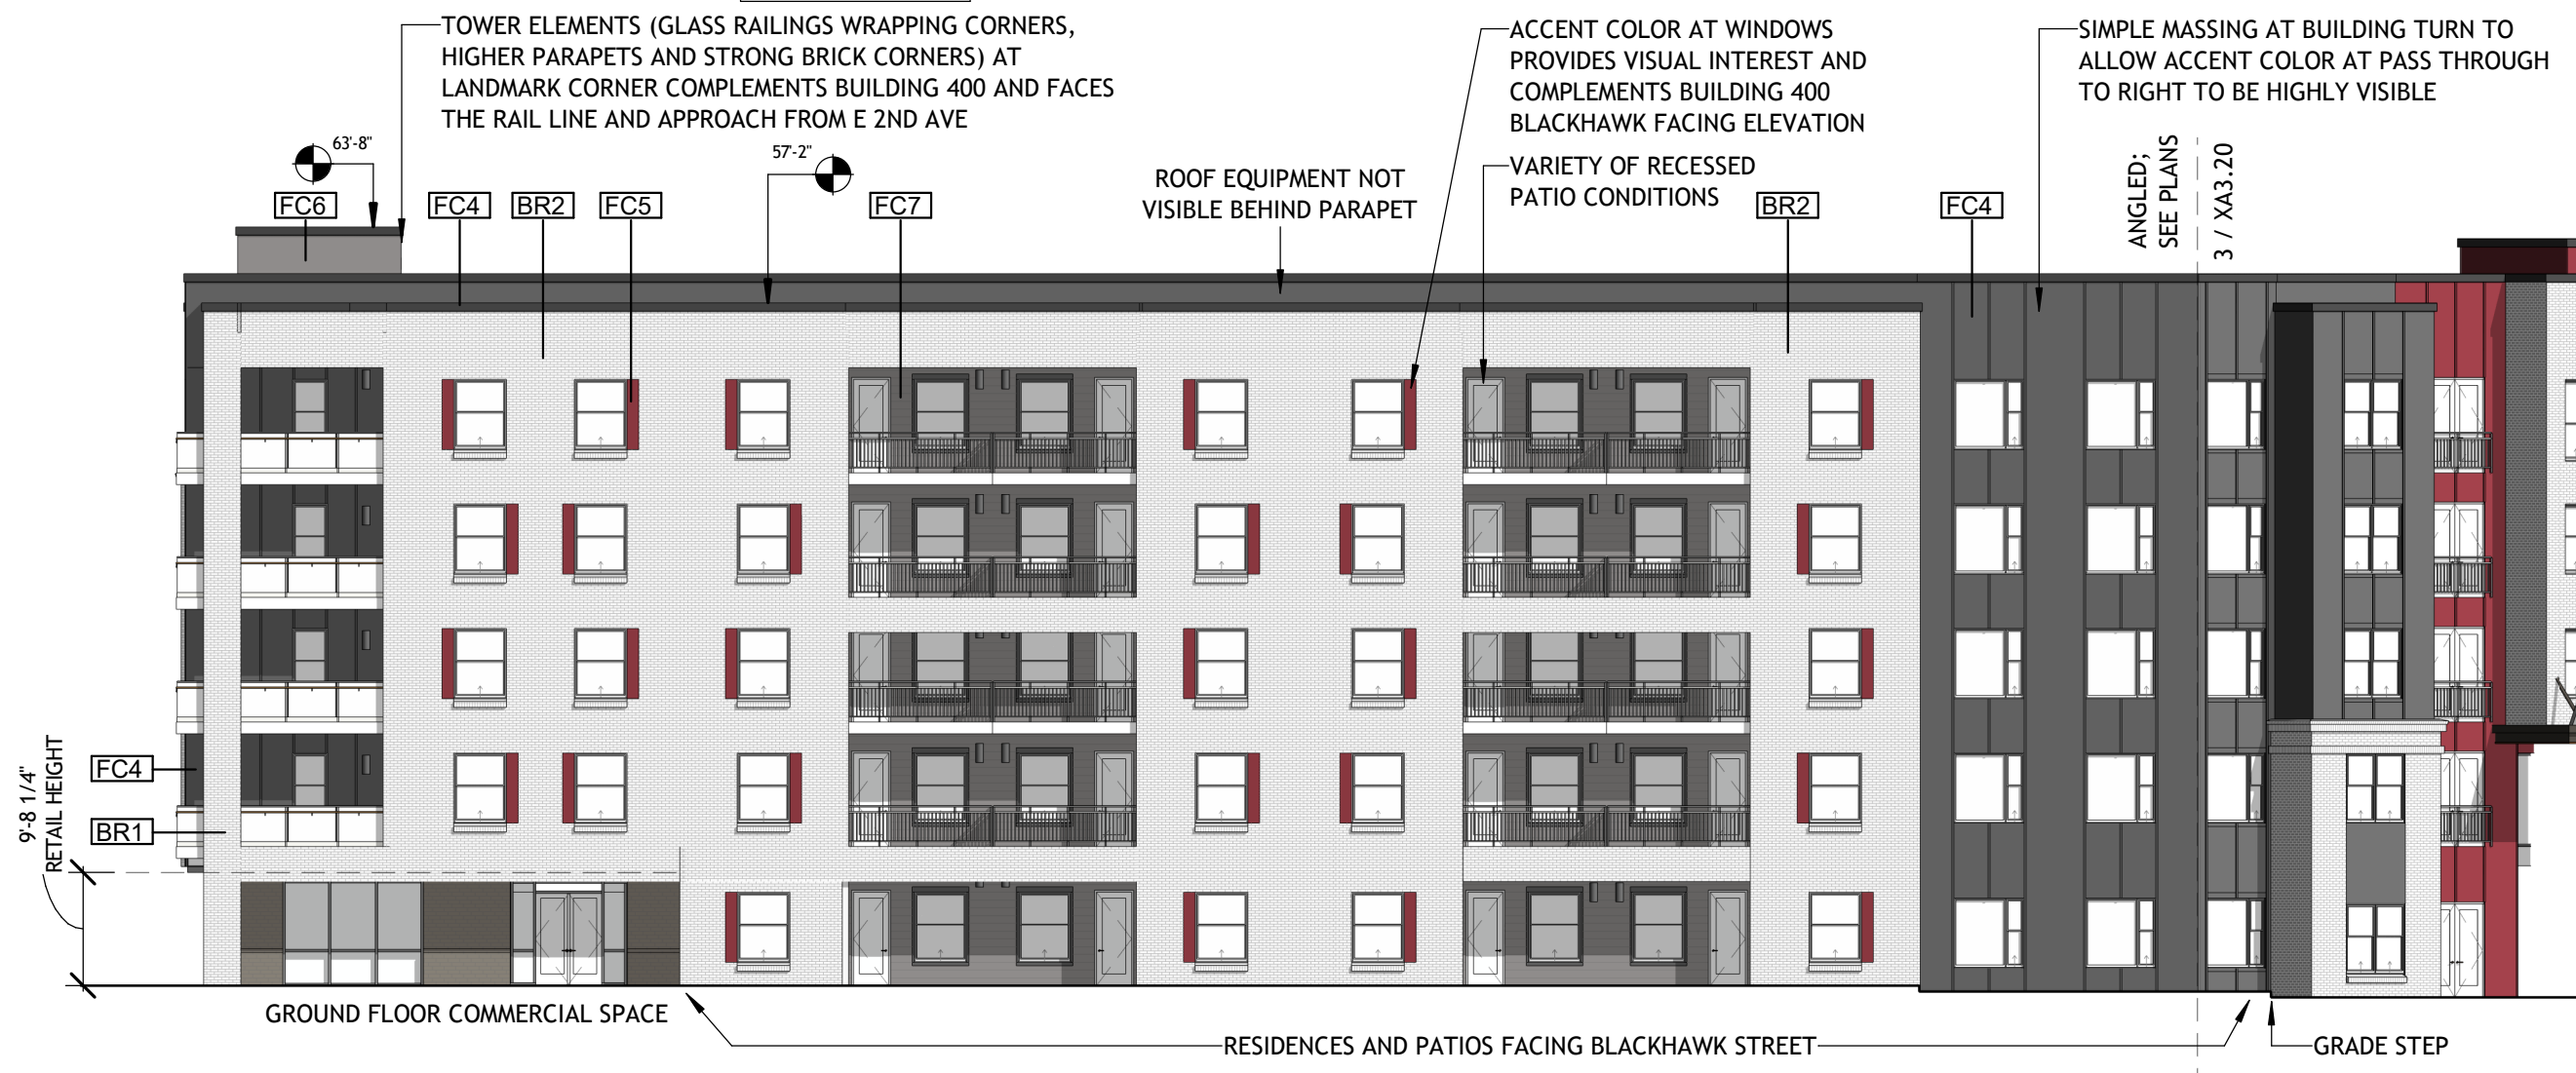 TOWER ELEMENTS (GLASS RAILINGS WRAPPING CORNERS,
HIGHER PARAPETS AND STRONG BRICK CORNERS) AT
LANDMARK CORNER COMPLEMENTS BUILDING 400 AND FACES
THE RAIL LINE AND APPROACH FROM E 2ND AVE
ACCENT COLOR AT WINDOWS
PROVIDES VISUAL INTEREST AND
COMPLEMENTS BUILDING 400
BLACKHAWK FACING ELEVATION
SIMPLE MASSING AT BUILDING TURN TO
ALLOW ACCENT COLOR AT PASS THROUGH
TO RIGHT TO BE HIGHLY VISIBLE
63'-8"
57'-2"
VARIETY OF RECESSED
PATIO CONDITIONS
ROOF EQUIPMENT NOT
VISIBLE BEHIND PARAPET
ANGLED;
SEE PLANS
3 / XA3.20
FC6
FC4
BR2
FC5
FC7
BR2
FC4
FC4
BR1
9'-8 1/4"
RETAIL HEIGHT
GROUND FLOOR COMMERCIAL SPACE
RESIDENCES AND PATIOS FACING BLACKHAWK STREET
GRADE STEP